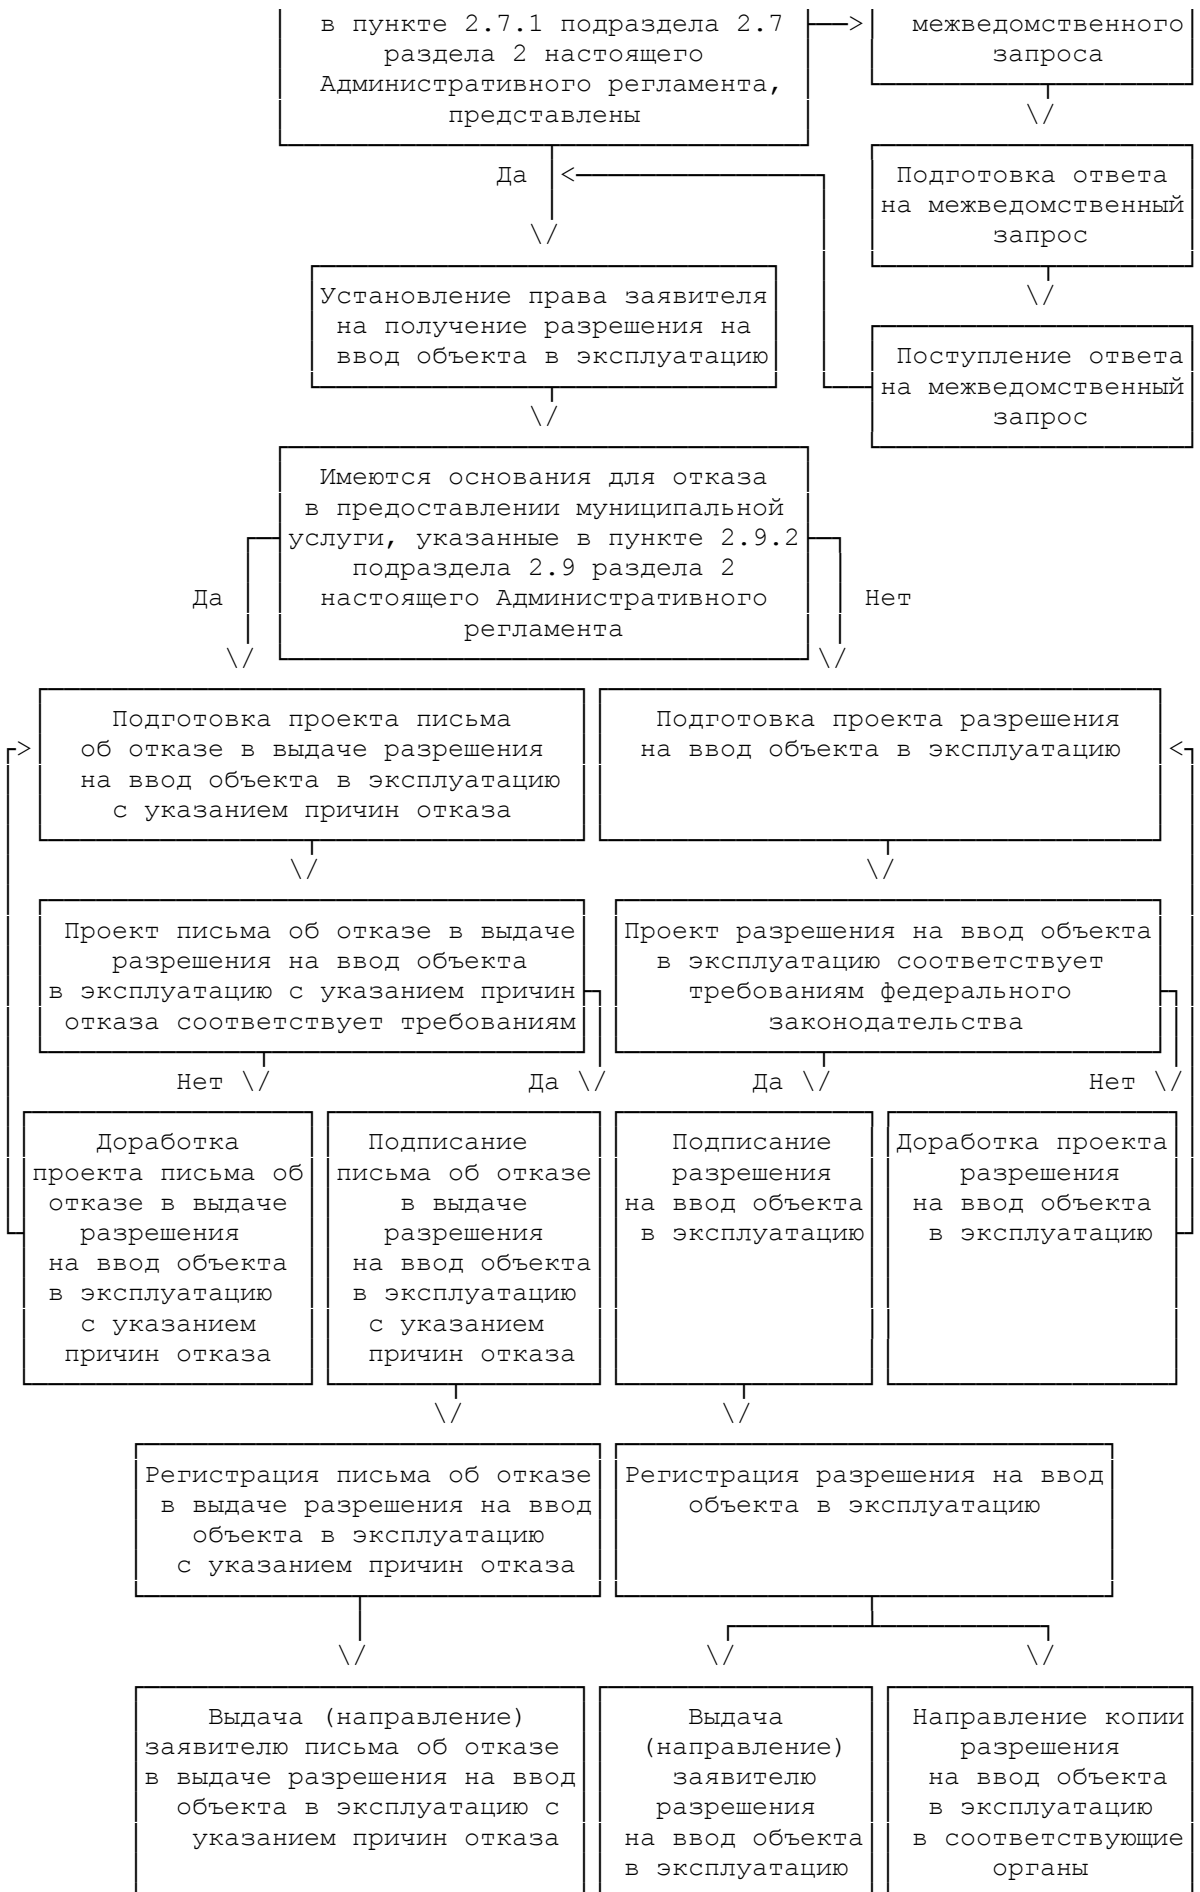 в пункте 2.7.1 подраздела 2.7
раздела 2 настоящего
Административного регламента,
представлены
межведомственного
запроса
Да
Подготовка ответа
на межведомственный
запрос
Установление права заявителя
на получение разрешения на
ввод объекта в эксплуатацию
Поступление ответа
на межведомственный
запрос
Имеются основания для отказа
в предоставлении муниципальной
услуги, указанные в пункте 2.9.2
подраздела 2.9 раздела 2
настоящего Административного
регламента
Да
Нет
Подготовка проекта письма
об отказе в выдаче разрешения
на ввод объекта в эксплуатацию
с указанием причин отказа
Подготовка проекта разрешения
на ввод объекта в эксплуатацию
Проект письма об отказе в выдаче
разрешения на ввод объекта
в эксплуатацию с указанием причин
отказа соответствует требованиям
Проект разрешения на ввод объекта
в эксплуатацию соответствует
требованиям федерального
законодательства
Нет
Да
Да
Нет
Доработка
проекта письма об
отказе в выдаче
разрешения
на ввод объекта
в эксплуатацию
с указанием
причин отказа
Подписание
письма об отказе
в выдаче
разрешения
на ввод объекта
в эксплуатацию
с указанием
причин отказа
Подписание
разрешения
на ввод объекта
в эксплуатацию
Доработка проекта
разрешения
на ввод объекта
в эксплуатацию
Регистрация письма об отказе
в выдаче разрешения на ввод
объекта в эксплуатацию
с указанием причин отказа
Регистрация разрешения на ввод
объекта в эксплуатацию
Выдача (направление)
заявителю письма об отказе
в выдаче разрешения на ввод
объекта в эксплуатацию с
указанием причин отказа
Выдача
(направление)
заявителю
разрешения
на ввод объекта
в эксплуатацию
Направление копии
разрешения
на ввод объекта
в эксплуатацию
в соответствующие
органы